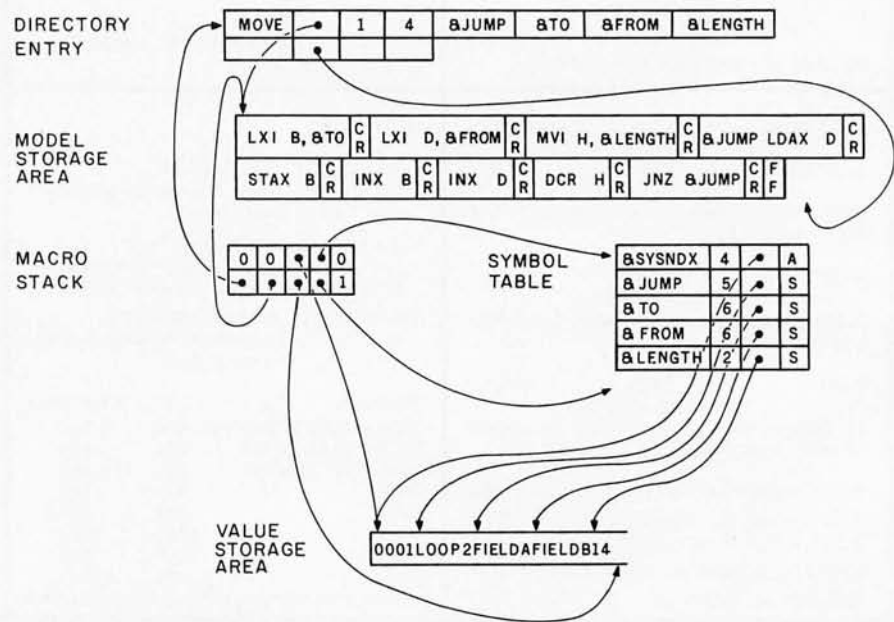 DIRECTORY
ENTRY
MOVE 1 4 &JUMP &TO &FROM &LENGTH
MODEL
STORAGE
AREA
LXI B, &TO CR LXI D, &FROM CR MVI H, &LENGTH CR &JUMP LDAX D CR
STAX B CR INX B CR INX D CR DCR H CR JNZ &JUMP CR FF
MACRO
STACK
0 0 0
1
SYMBOL
TABLE
&SYSNDX 4 A
&JUMP 5 S
&TO 6 S
&FROM 6 S
&LENGTH 2 S
VALUE
STORAGE
AREA
0001LOOP2FIELDAFIELDB14